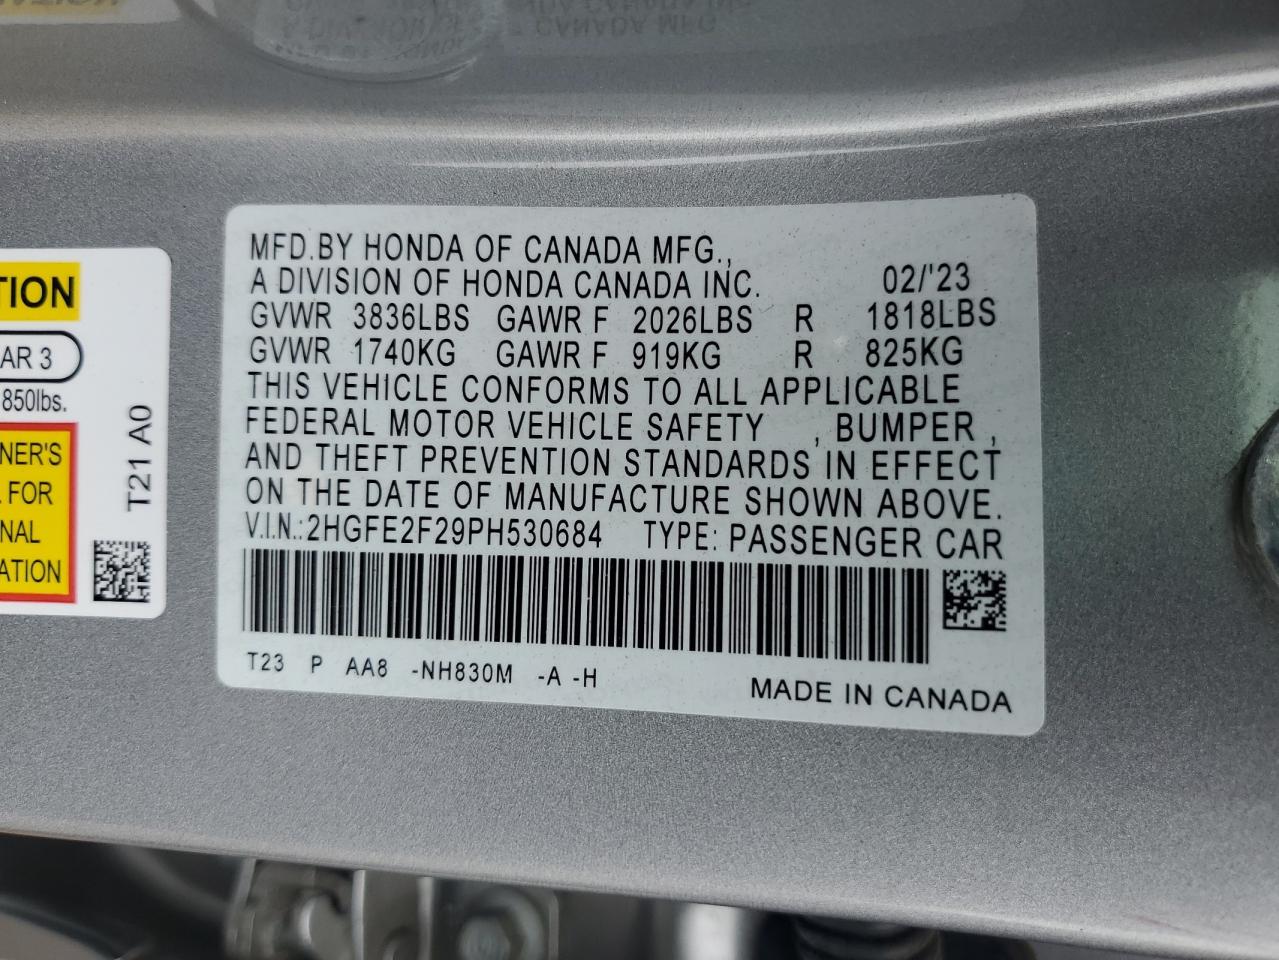 MFD.BY HONDA OF CANADA MFG.,
A DIVISION OF HONDA CANADA INC. 02/'23
GVWR 3836LBS GAWR F 2026LBS R 1818LBS
GVWR 1740KG GAWR F 919KG R 825KG
THIS VEHICLE CONFORMS TO ALL APPLICABLE
FEDERAL MOTOR VEHICLE SAFETY , BUMPER ,
AND THEFT PREVENTION STANDARDS IN EFFECT
ON THE DATE OF MANUFACTURE SHOWN ABOVE.
V.I.N.:2HGFE2F29PH530684 TYPE: PASSENGER CAR
T23 P AA8 -NH830M -A -H
MADE IN CANADA
TION
AR 3
850lbs.
NER'S
FOR
NAL
ATION
T21 A0